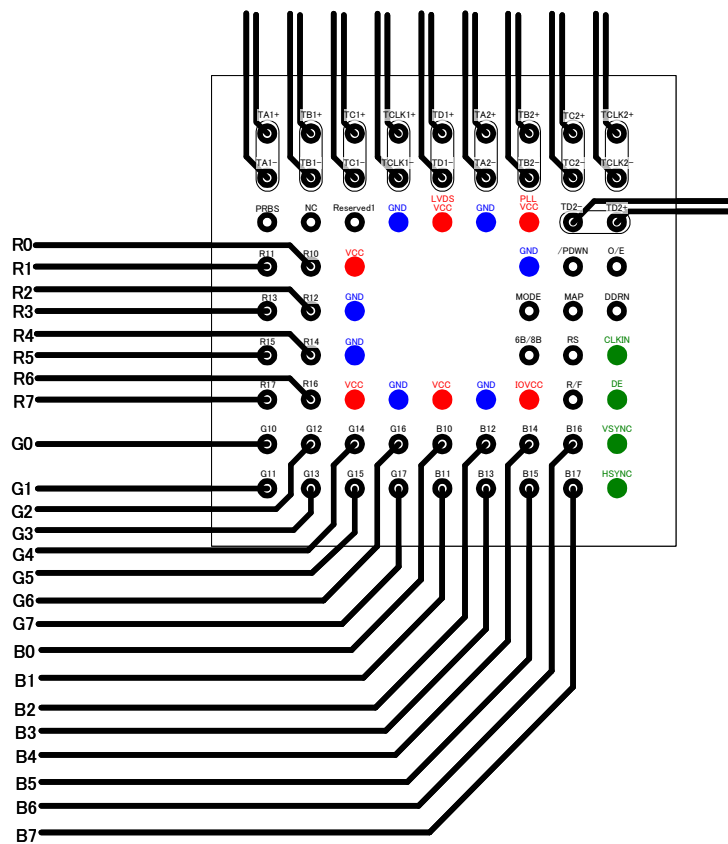 TA1+ TB1+ TC1+ TCLK1+ TD1+ TA2+ TB2+ TC2+ TCLK2+
TA1- TB1- TC1- TCLK1- TD1- TA2- TB2- TC2- TCLK2-
LVDS PLL
PRBS NC Reserved1 GND VCC GND VCC TD2- TD2+
R0
R11 R10 VCC GND /PDWN O/E
R1
R2
R13 R12 GND MODE MAP DDRN
R3
R4
R15 R14 GND 6B/8B RS CLKIN
R5
R6
R17 R16 VCC GND VCC GND IOVCC R/F DE
R7
G10 G12 G14 G16 B10 B12 B14 B16 VSYNC
G0
G11 G13 G15 G17 B11 B13 B15 B17 HSYNC
G1
G2
G3
G4
G5
G6
G7
B0
B1
B2
B3
B4
B5
B6
B7